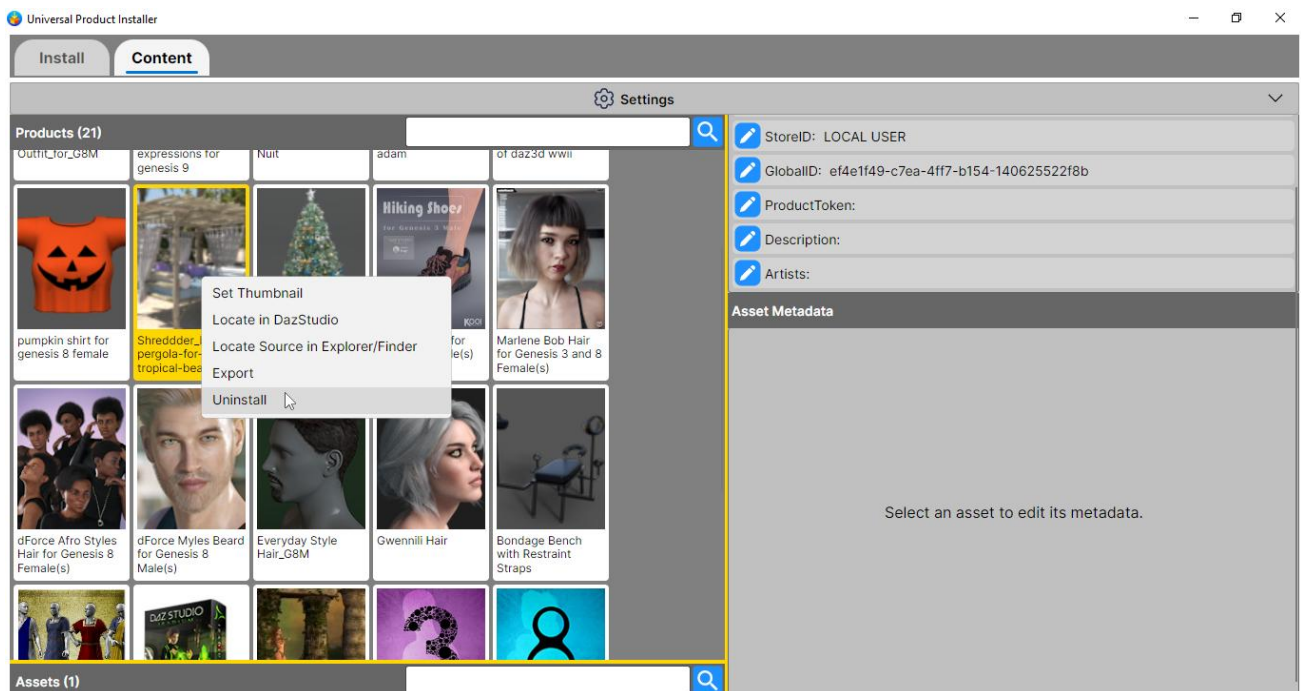 Universal Product Installer
Install
Content
Settings
Products (21)
Outfit_for_G8M
expressions for
genesis 9
Nuit
adam
of daz3d wwii
Hiking Shoes
for Genesis 3 Male
KOOL
pumpkin shirt for
genesis 8 female
Shreddder_
pergola-for-
tropical-bea
for
le(s)
Marlene Bob Hair
for Genesis 3 and 8
Female(s)
Set Thumbnail
Locate in DazStudio
Locate Source in Explorer/Finder
Export
Uninstall
dForce Afro Styles
Hair for Genesis 8
Female(s)
dForce Myles Beard
for Genesis 8
Male(s)
Everyday Style
Hair_G8M
Gwennili Hair
Bondage Bench
with Restraint
Straps
DAZ STUDIO
3
8
Assets (1)
StoreID: LOCAL USER
GlobalID: ef4e1f49-c7ea-4ff7-b154-140625522f8b
ProductToken:
Description:
Artists:
Asset Metadata
Select an asset to edit its metadata.